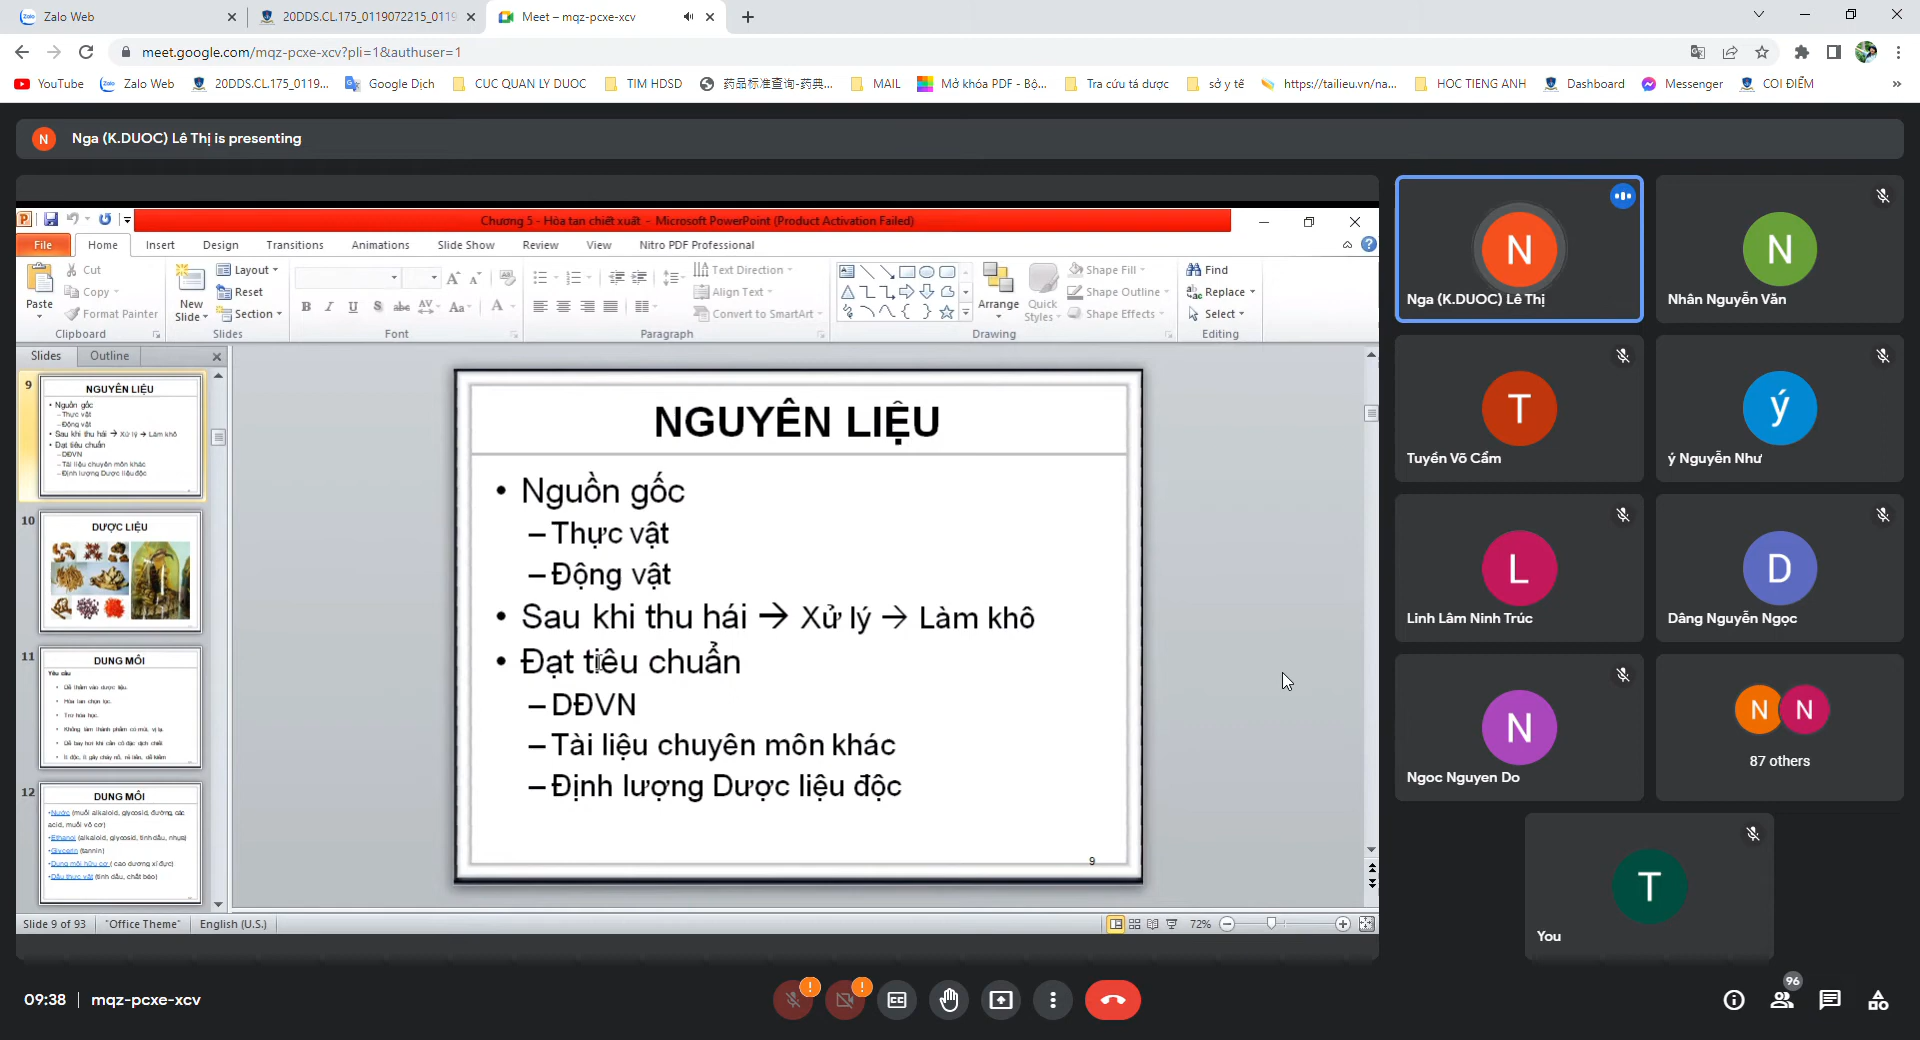 Zalo Web
20DDS.CL.175_0119072215_0119
Meet – mqz-pcxe-xcv
meet.google.com/mqz-pcxe-xcv?pli=1&authuser=1
YouTube
Zalo Web
20DDS.CL.175_0119...
Google Dịch
CUC QUAN LY DUOC
TIM HDSD
药品标准查询-药典...
MAIL
Mở khóa PDF - Bộ...
Tra cứu tá dược
sở y tế
https://tailieu.vn/na...
HOC TIENG ANH
Dashboard
Messenger
COI ĐIỂM
N
Nga (K.DUOC) Lê Thị is presenting
Chương 5 - Hòa tan chiết xuất - Microsoft PowerPoint (Product Activation Failed)
File
Home
Insert
Design
Transitions
Animations
Slide Show
Review
View
Nitro PDF Professional
Paste
Cut
Copy
Format Painter
Clipboard
New Slide
Layout
Reset
Section
Slides
Font
Text Direction
Align Text
Convert to SmartArt
Paragraph
Arrange
Quick Styles
Shape Fill
Shape Outline
Shape Effects
Drawing
Find
Replace
Select
Editing
Slides
Outline
9
NGUYÊN LIỆU
• Nguồn gốc
–Thực vật
–Động vật
• Sau khi thu hái → Xử lý → Làm khô
• Đạt tiêu chuẩn
–DĐVN
–Tài liệu chuyên môn khác
–Định lượng Dược liệu độc
10
DƯỢC LIỆU
11
DUNG MÔI
Yêu cầu
• Dễ thấm vào dược liệu.
• Hòa tan chọn lọc.
• Trơ hóa học.
• Không làm thành phẩm có mùi, vị lạ.
• Dễ bay hơi khi cần cô đặc dịch chiết
• Ít độc, ít gây cháy nổ, rẻ tiền, dễ kiếm
12
DUNG MÔI
•Nước (muối alkaloid, glycosid, đường, các
acid, muối vô cơ)
•Ethanol (alkaloid, glycosid, tinh dầu, nhựa)
•Glycerin (tannin)
•Dung môi hữu cơ ( cao dương xỉ đực)
•Dầu thực vật (tinh dầu, chất béo)
NGUYÊN LIỆU
• Nguồn gốc
–Thực vật
–Động vật
• Sau khi thu hái → Xử lý → Làm khô
• Đạt tiêu chuẩn
–DĐVN
–Tài liệu chuyên môn khác
–Định lượng Dược liệu độc
9
Slide 9 of 93
"Office Theme"
English (U.S.)
72%
N
Nga (K.DUOC) Lê Thị
N
Nhân Nguyễn Văn
T
Tuyền Võ Cẩm
ý
ý Nguyễn Như
L
Linh Lâm Ninh Trúc
D
Dâng Nguyễn Ngọc
N
Ngoc Nguyen Do
N N
87 others
T
You
09:38 | mqz-pcxe-xcv
96